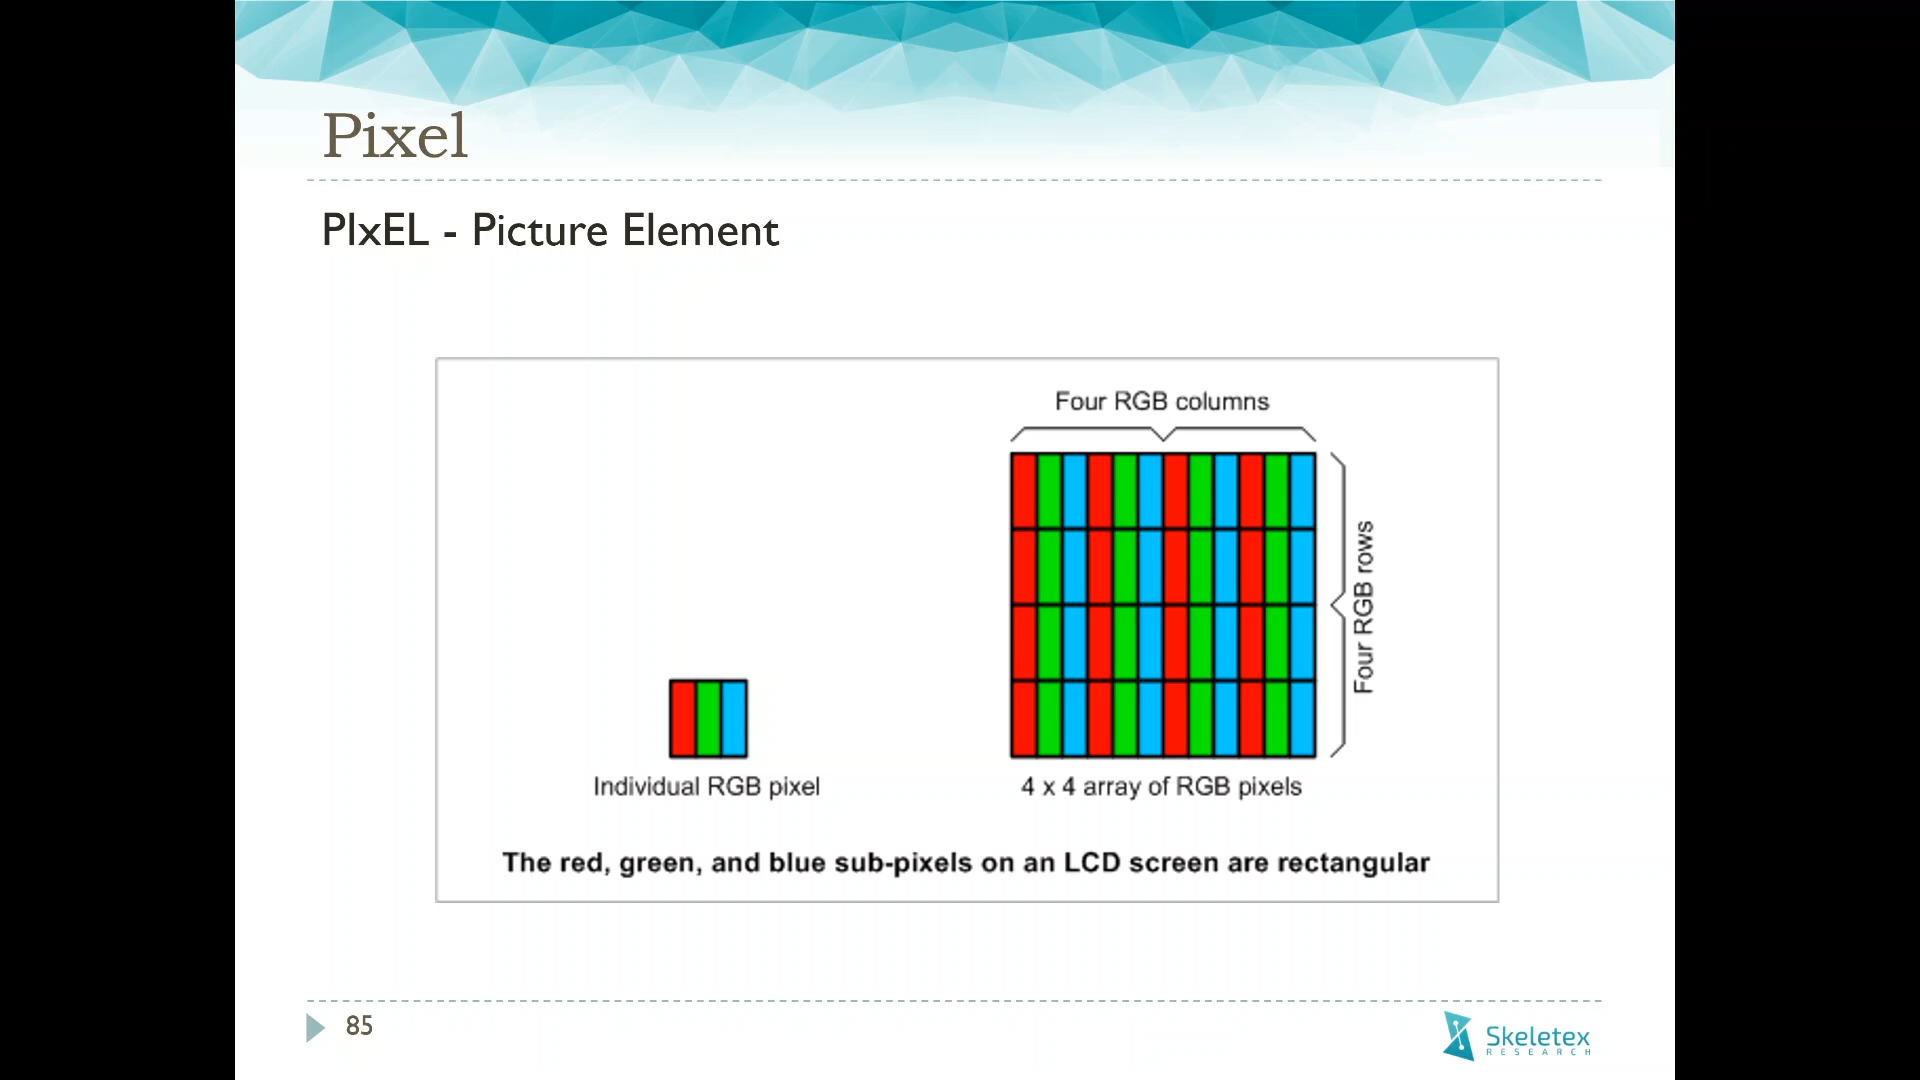 Pixel
PIxEL - Picture Element
Four RGB columns
Four RGB rows
Individual RGB pixel
4 x 4 array of RGB pixels
The red, green, and blue sub-pixels on an LCD screen are rectangular
85
Skeletex
RESEARCH